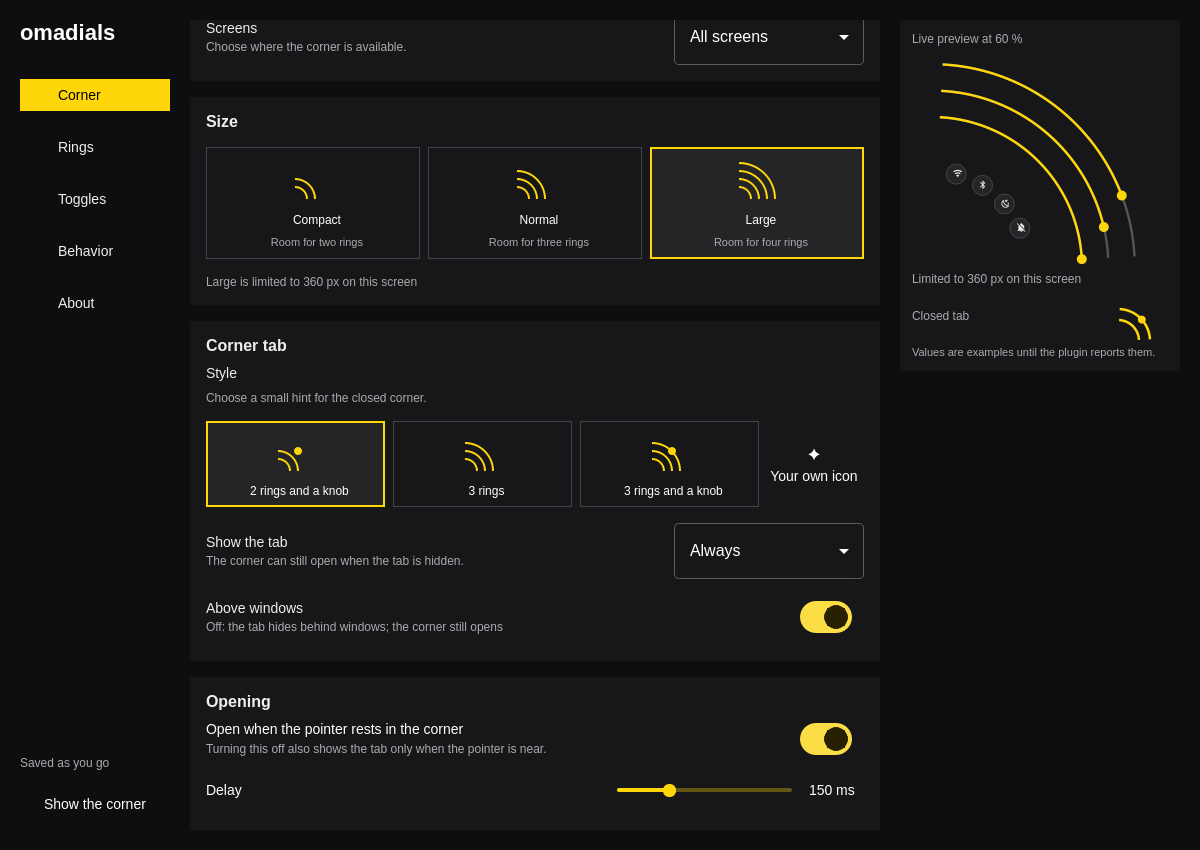 omadials
Corner
Rings
Toggles
Behavior
About
Saved as you go
Show the corner
Screens
Choose where the corner is available.
All screens
Size
Compact
Room for two rings
Normal
Room for three rings
Large
Room for four rings
Large is limited to 360 px on this screen
Corner tab
Style
Choose a small hint for the closed corner.
2 rings and a knob
3 rings
3 rings and a knob
Your own icon
Show the tab
The corner can still open when the tab is hidden.
Always
Above windows
Off: the tab hides behind windows; the corner still opens
Opening
Open when the pointer rests in the corner
Turning this off also shows the tab only when the pointer is near.
Delay
150 ms
Live preview at 60 %
Limited to 360 px on this screen
Closed tab
Values are examples until the plugin reports them.